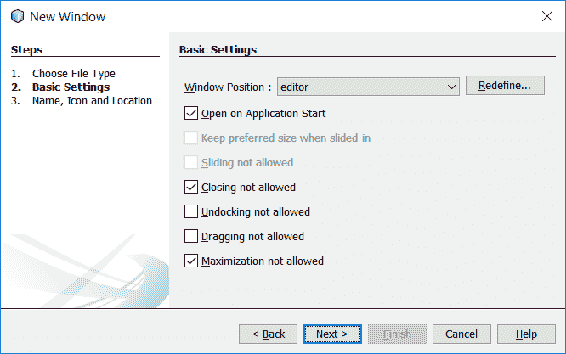 New Window
Steps
1. Choose File Type
2. Basic Settings
3. Name, Icon and Location
Basic Settings
Window Position : editor Redefine...
Open on Application Start
Keep preferred size when slided in
Sliding not allowed
Closing not allowed
Undocking not allowed
Dragging not allowed
Maximization not allowed
< Back Next > Finish Cancel Help